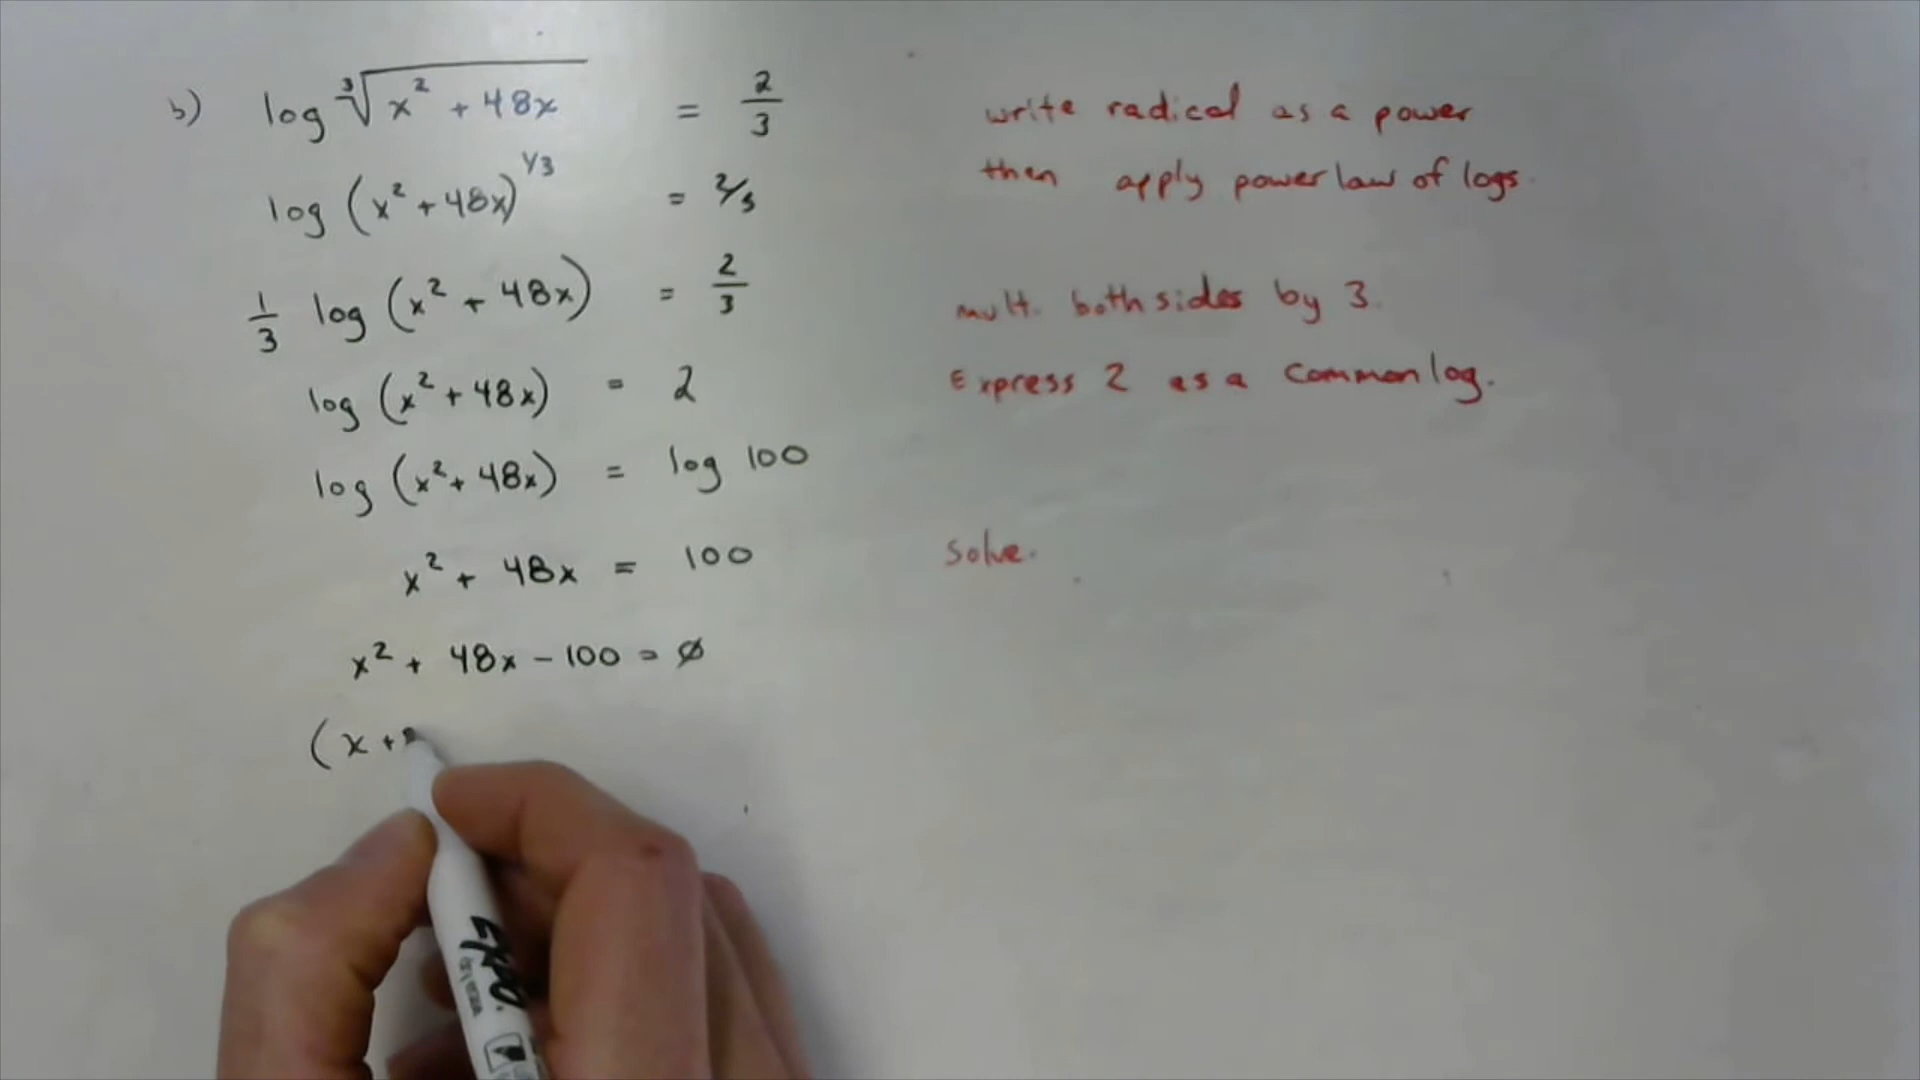 b) log ∛(x² + 48x) = 2/3
write radical as a power
log (x² + 48x)^1/3 = 2/3
then apply power law of logs.
1/3 log (x² + 48x) = 2/3
mult. both sides by 3.
log (x² + 48x) = 2
Express 2 as a common log.
log (x² + 48x) = log 100
x² + 48x = 100
solve.
x² + 48x - 100 = ∅
(x +
EXPO